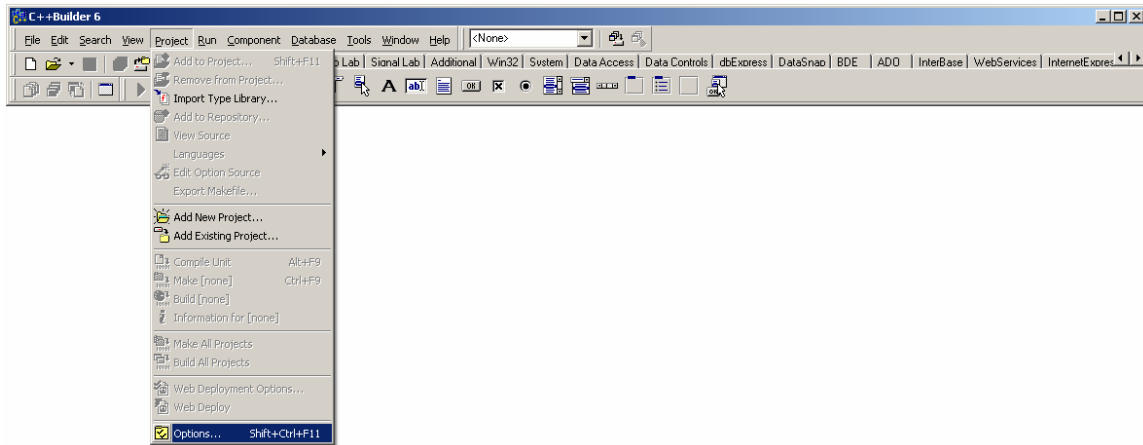 C++Builder 6
File Edit Search View Project Run Component Database Tools Window Help <None>
Lab Signal Lab Additional Win32 System Data Access Data Controls dbExpress DataSnap BDE ADO InterBase WebServices InternetExpres
A ab OK OK
Add to Project... Shift+F11
Remove from Project...
Import Type Library...
Add to Repository...
View Source
Languages
Edit Option Source
Export Makefile...
Add New Project...
Add Existing Project...
Compile Unit Alt+F9
Make [none] Ctrl+F9
Build [none]
Information for [none]
Make All Projects
Build All Projects
Web Deployment Options...
Web Deploy
Options... Shift+Ctrl+F11